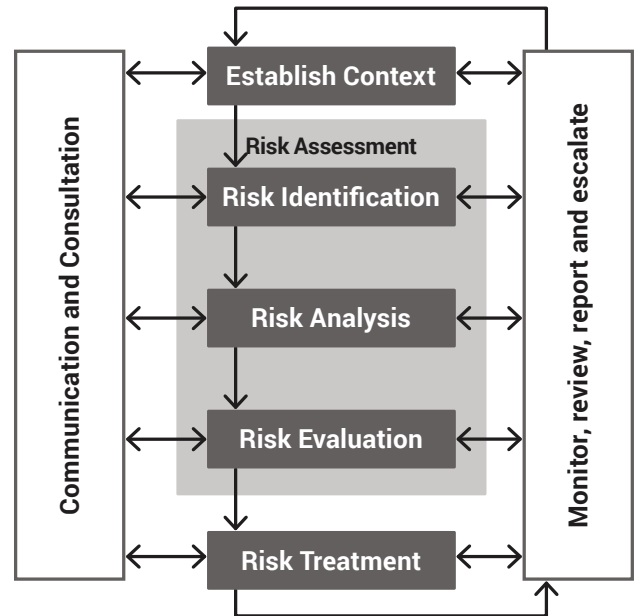 Communication and Consultation
Establish Context
Risk Assessment
Risk Identification
Risk Analysis
Risk Evaluation
Risk Treatment
Monitor, review, report and escalate